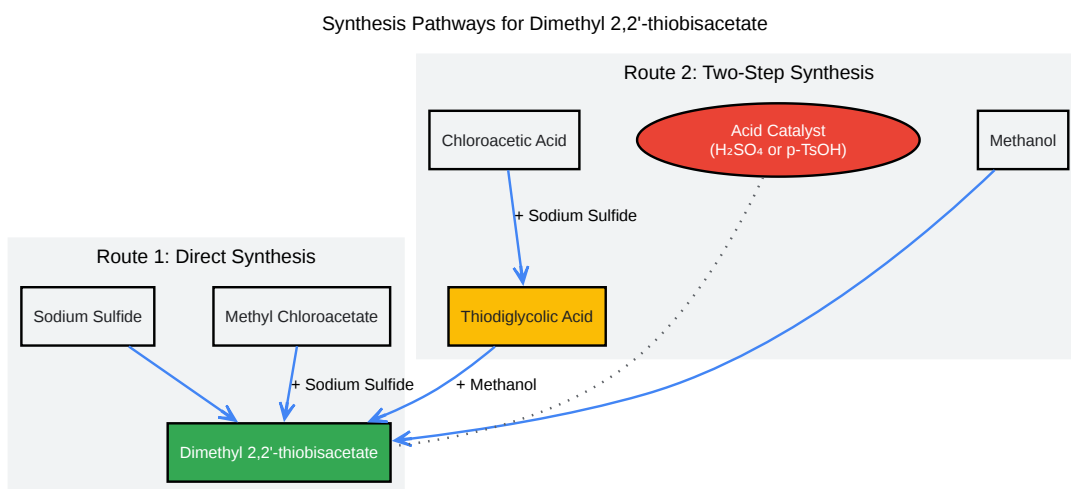 Synthesis Pathways for Dimethyl 2,2'-thiobisacetate
Route 2: Two-Step Synthesis
Chloroacetic Acid
Acid Catalyst
(H₂SO₄ or p-TsOH)
Methanol
+ Sodium Sulfide
Route 1: Direct Synthesis
Sodium Sulfide
Methyl Chloroacetate
Thiodiglycolic Acid
+ Sodium Sulfide
+ Methanol
Dimethyl 2,2'-thiobisacetate